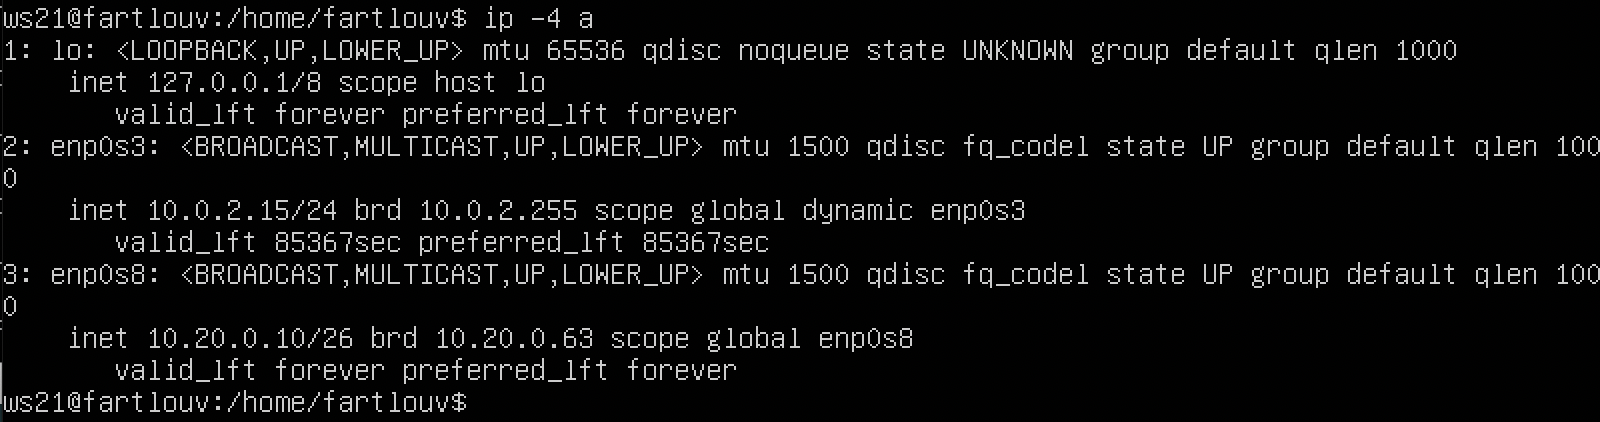 ws21@fartlouv:/home/fartlouv$ ip -4 a
1: lo: <LOOPBACK,UP,LOWER_UP> mtu 65536 qdisc noqueue state UNKNOWN group default qlen 1000
    inet 127.0.0.1/8 scope host lo
       valid_lft forever preferred_lft forever
2: enp0s3: <BROADCAST,MULTICAST,UP,LOWER_UP> mtu 1500 qdisc fq_codel state UP group default qlen 100
0
    inet 10.0.2.15/24 brd 10.0.2.255 scope global dynamic enp0s3
       valid_lft 85367sec preferred_lft 85367sec
3: enp0s8: <BROADCAST,MULTICAST,UP,LOWER_UP> mtu 1500 qdisc fq_codel state UP group default qlen 100
0
    inet 10.20.0.10/26 brd 10.20.0.63 scope global enp0s8
       valid_lft forever preferred_lft forever
ws21@fartlouv:/home/fartlouv$